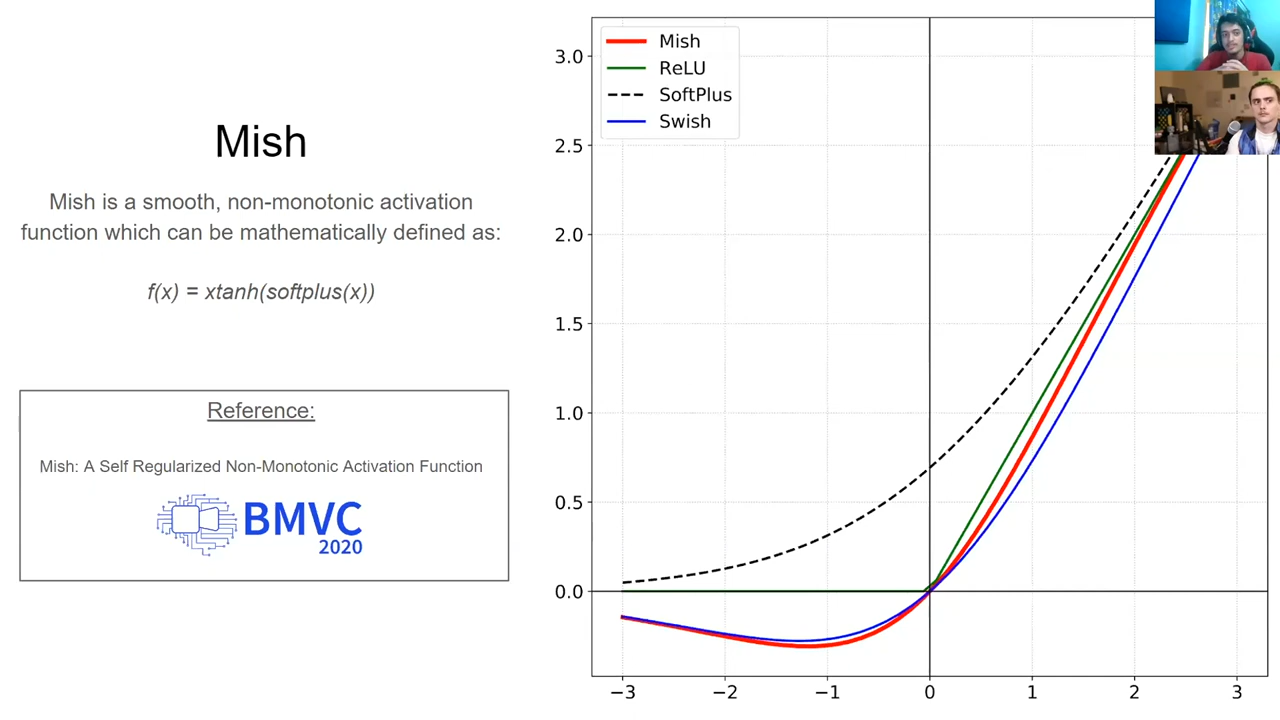 Mish
Mish is a smooth, non-monotonic activation
function which can be mathematically defined as:
f(x) = xtanh(softplus(x))
Reference:
Mish: A Self Regularized Non-Monotonic Activation Function
BMVC
2020
Mish
ReLU
SoftPlus
Swish
3.0
2.5
2.0
1.5
1.0
0.5
0.0
−3 −2 −1 0 1 2 3